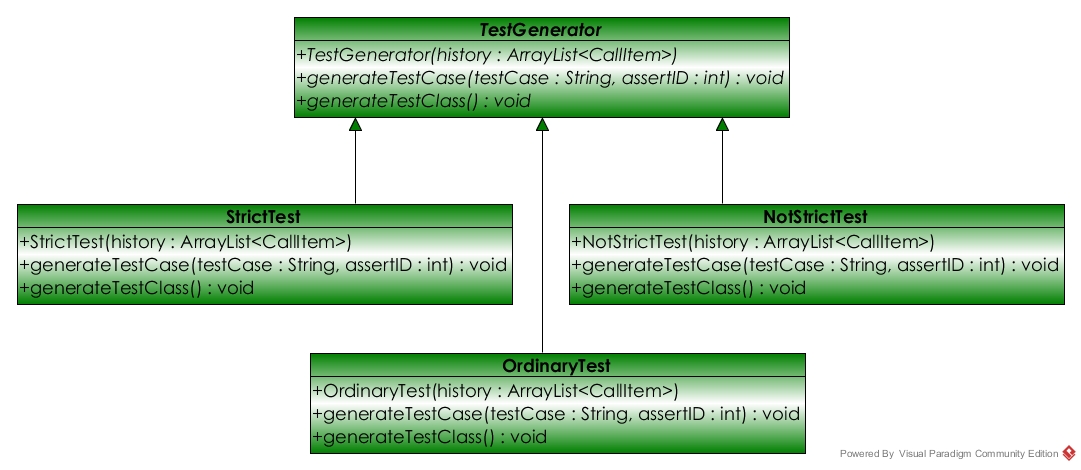 TestGenerator
+TestGenerator(history : ArrayList<CallItem>)
+generateTestCase(testCase : String, assertID : int) : void
+generateTestClass() : void
StrictTest
+StrictTest(history : ArrayList<CallItem>)
+generateTestCase(testCase : String, assertID : int) : void
+generateTestClass() : void
NotStrictTest
+NotStrictTest(history : ArrayList<CallItem>)
+generateTestCase(testCase : String, assertID : int) : void
+generateTestClass() : void
OrdinaryTest
+OrdinaryTest(history : ArrayList<CallItem>)
+generateTestCase(testCase : String, assertID : int) : void
+generateTestClass() : void
Powered By Visual Paradigm Community Edition